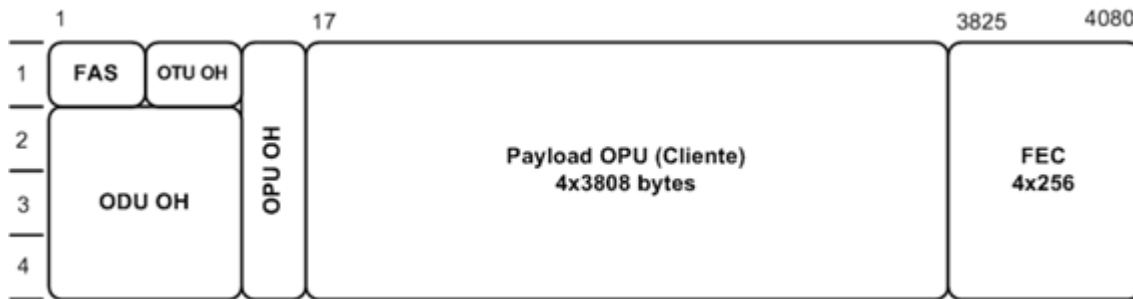 1 17 3825 4080
1 FAS OTU OH
2
3
4
ODU OH
OPU OH
Payload OPU (Cliente)
4x3808 bytes
FEC
4x256